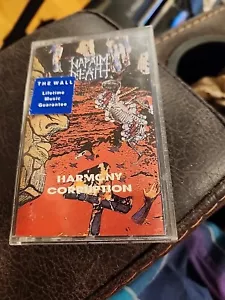 NAPALM
DEATH
THE WALL
Lifetime
Music
Guarantee
HARMONY
CORRUPTION